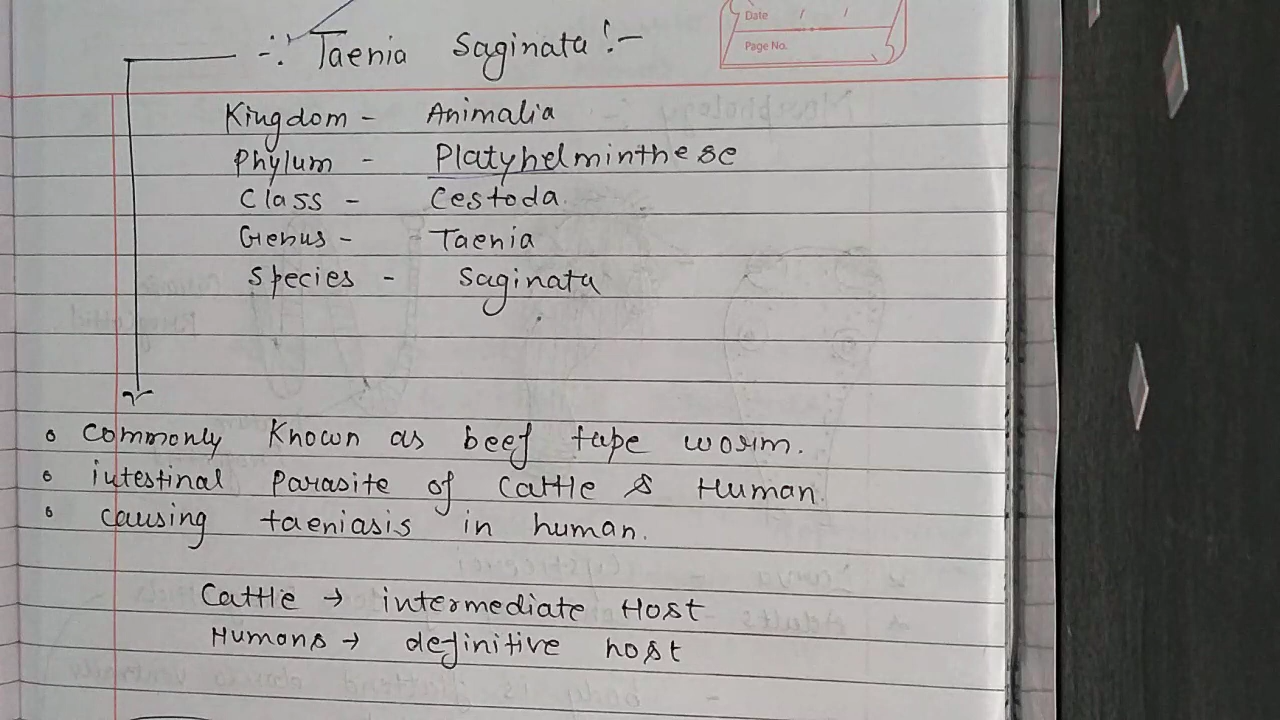 Date / /
Page No.
-:' Taenia Saginata :-
Kingdom - Animalia
Phylum - Platyhelminthese
Class - Cestoda
Genus - Taenia
Species - Saginata
commonly Known as beef tape worm.
intestinal Parasite of Cattle & Human.
causing taeniasis in human.
Cattle → intermediate Host
Humans → definitive host